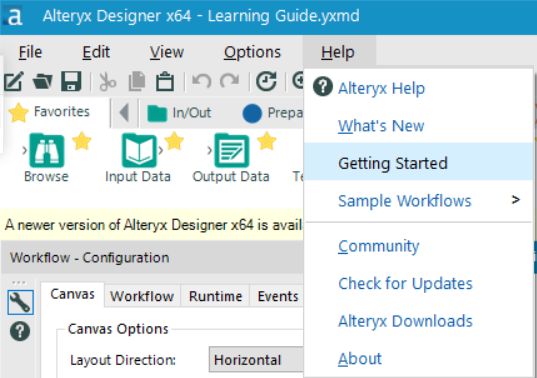 a Alteryx Designer x64 - Learning Guide.yxmd
File Edit View Options Help
Favorites In/Out Prepa
Browse Input Data Output Data Te
A newer version of Alteryx Designer x64 is avail
Workflow - Configuration
Canvas Workflow Runtime Events
Canvas Options
Layout Direction: Horizontal
Alteryx Help
What's New
Getting Started
Sample Workflows >
Community
Check for Updates
Alteryx Downloads
About